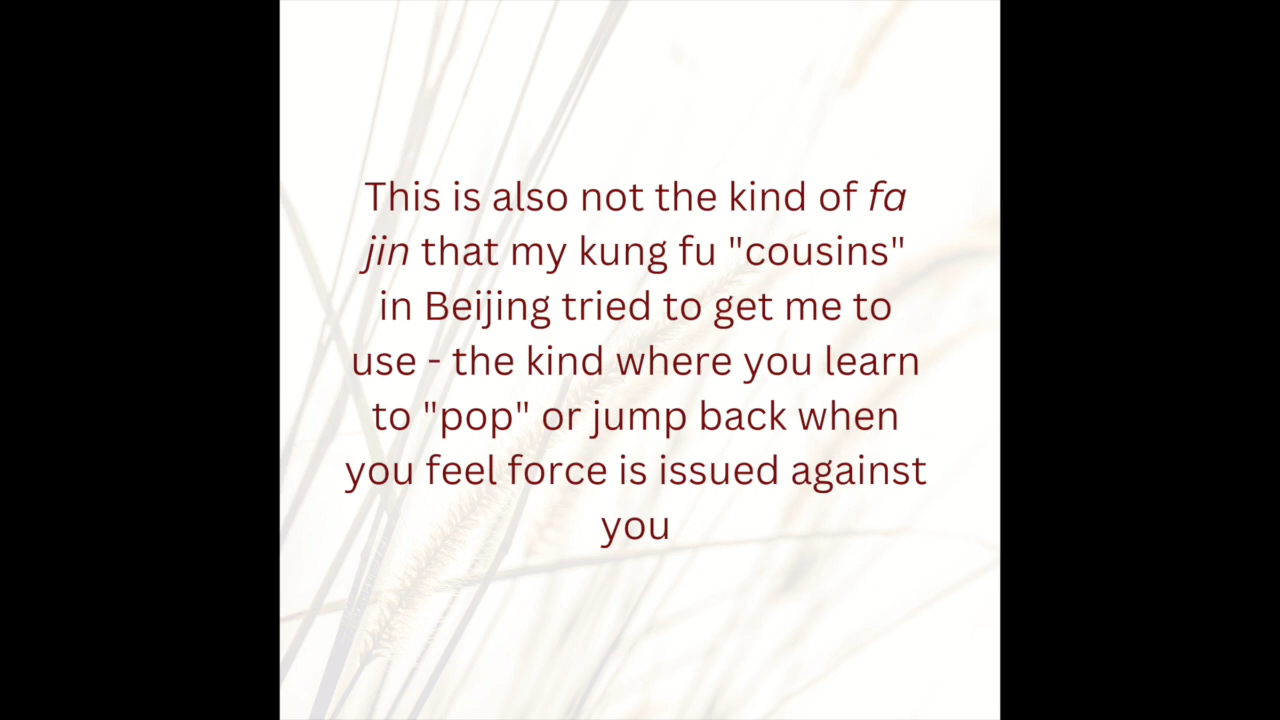 This is also not the kind of fa
jin that my kung fu "cousins"
in Beijing tried to get me to
use - the kind where you learn
to "pop" or jump back when
you feel force is issued against
you